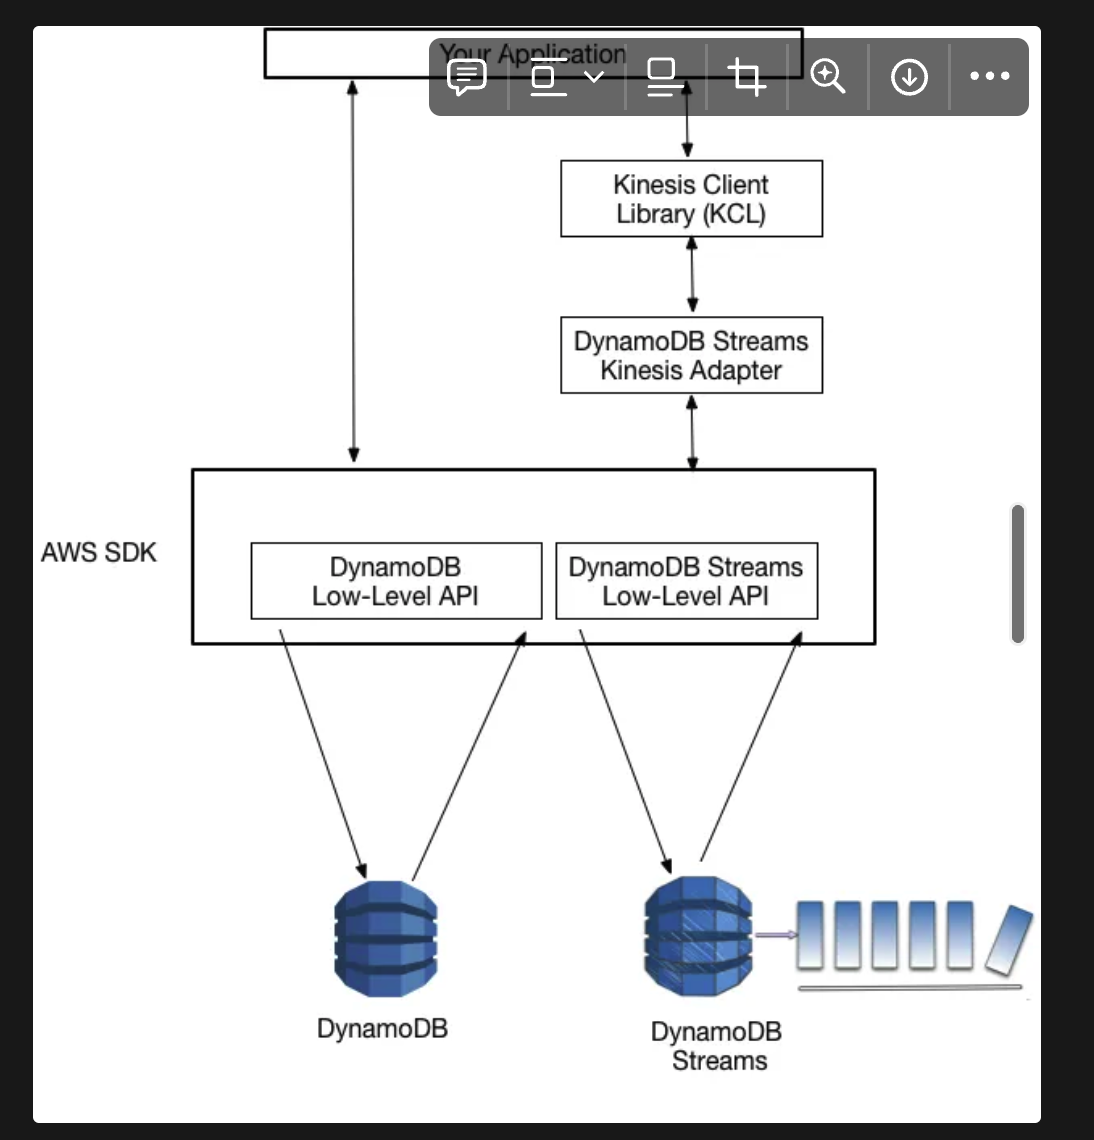 Your Application
Kinesis Client
Library (KCL)
DynamoDB Streams
Kinesis Adapter
AWS SDK
DynamoDB
Low-Level API
DynamoDB Streams
Low-Level API
DynamoDB
DynamoDB
Streams